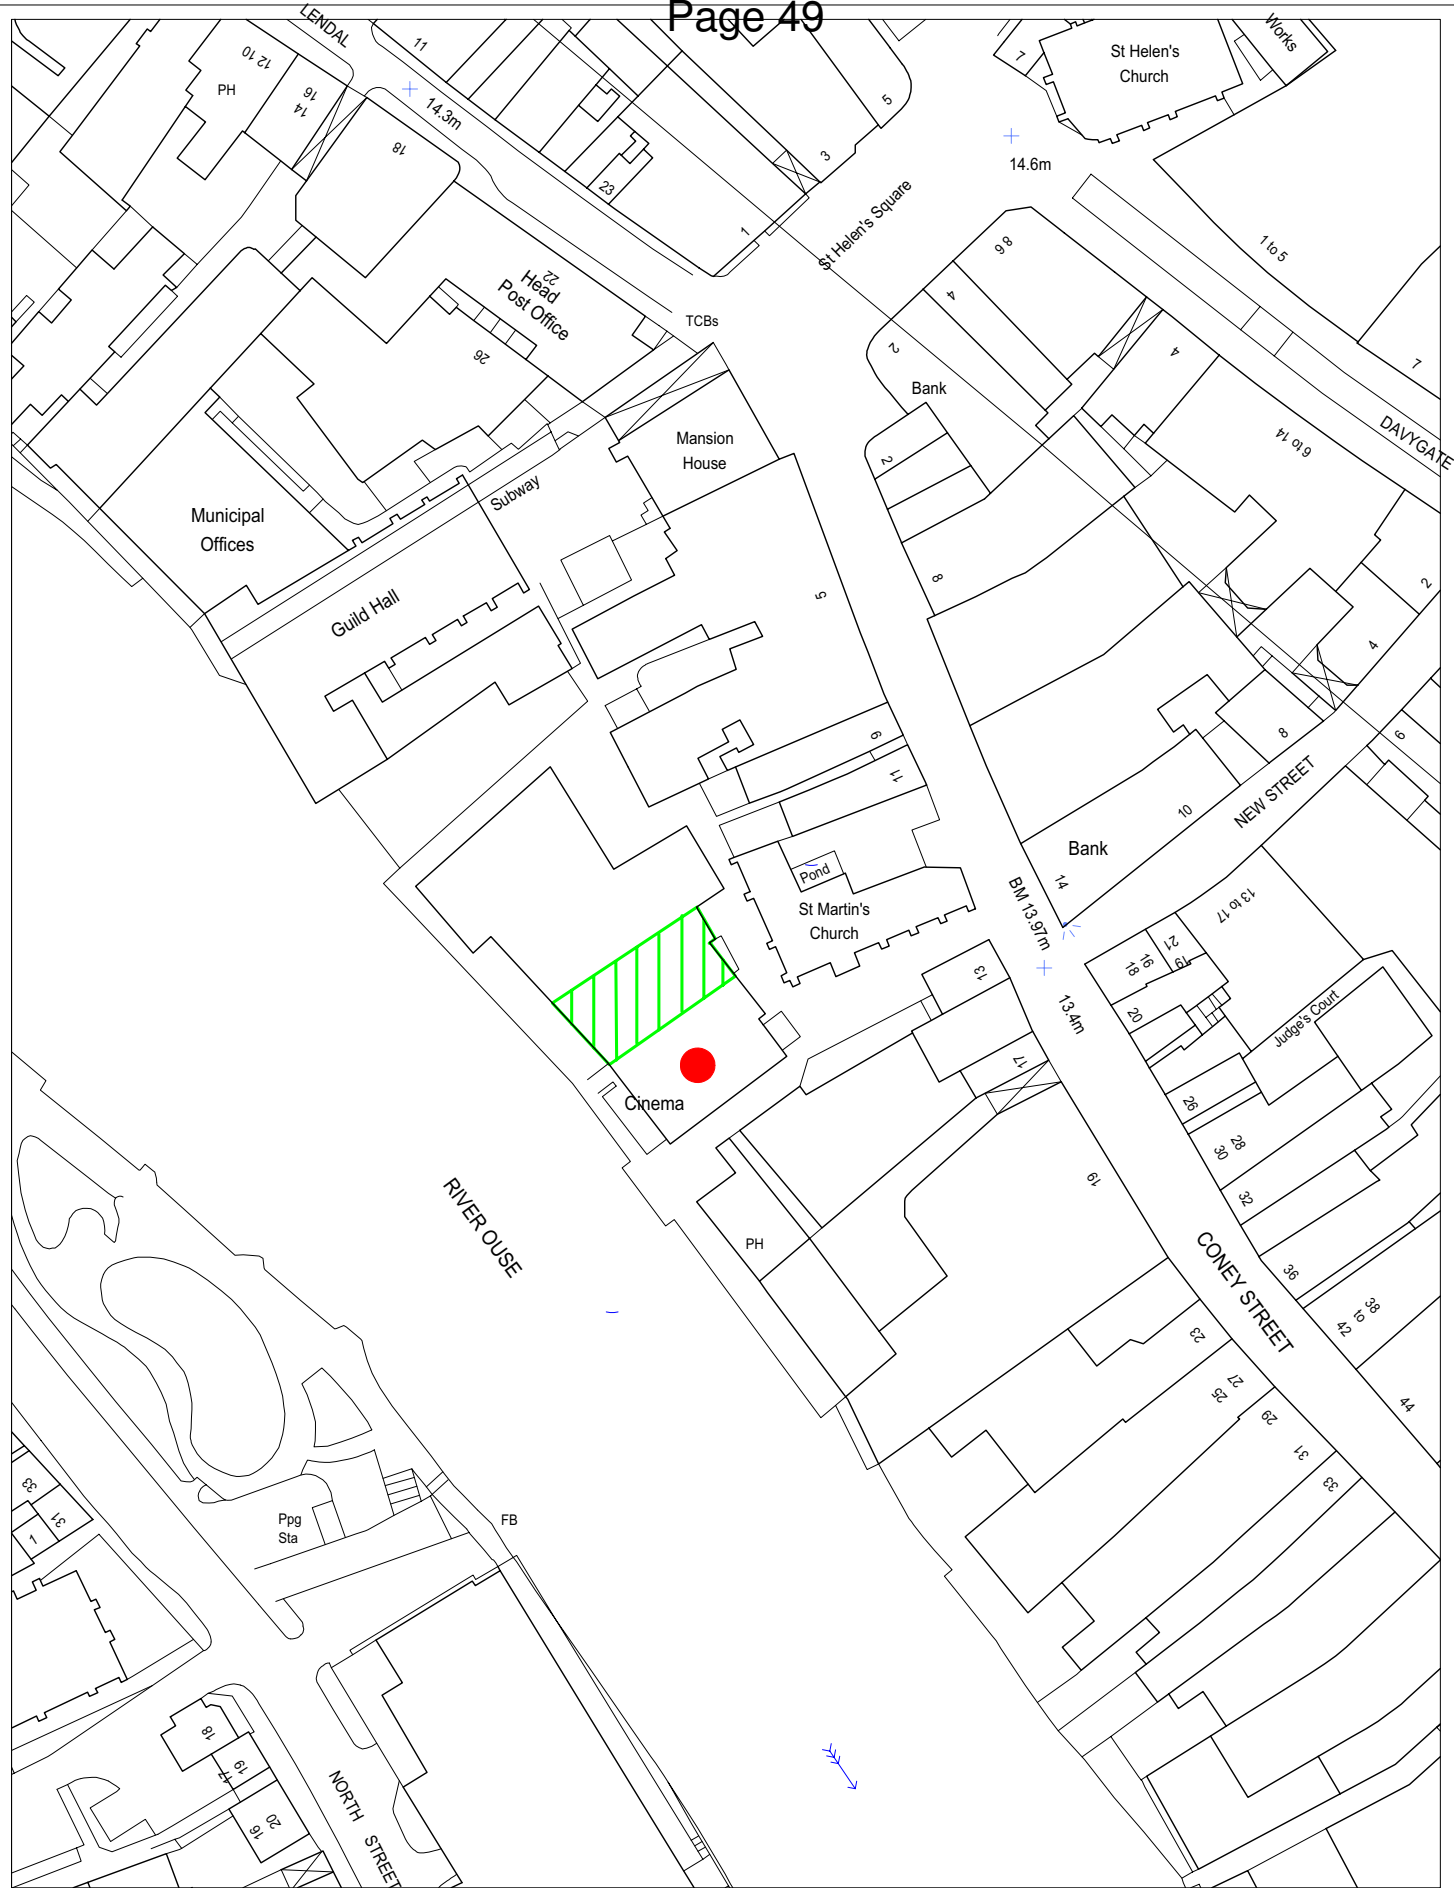 Page 49
LENDAL
11
10 12
PH
16
14
14.3m
18
5
3
23
1
7
St Helen's
Church
Works
14.6m
St Helen's Square
1 to 5
22
Head
Post Office
26
TCBs
8 6
4
2
Bank
2
4
7
DAVYGATE
6 to 14
Mansion
House
Subway
Municipal
Offices
Guild Hall
5
8
2
4
6
9
11
8
10
NEW STREET
Bank
14
Pond
St Martin's
Church
BM 13.97m
13 to 17
21
19
16
18
20
13
13.4m
Judge's Court
17
Cinema
26
28
30
32
19
RIVER OUSE
PH
CONEY STREET
36
38
to
42
23
27
25
29
44
31
33
33
31
1
Ppg
Sta
FB
18
19
17
20
16
NORTH STREET